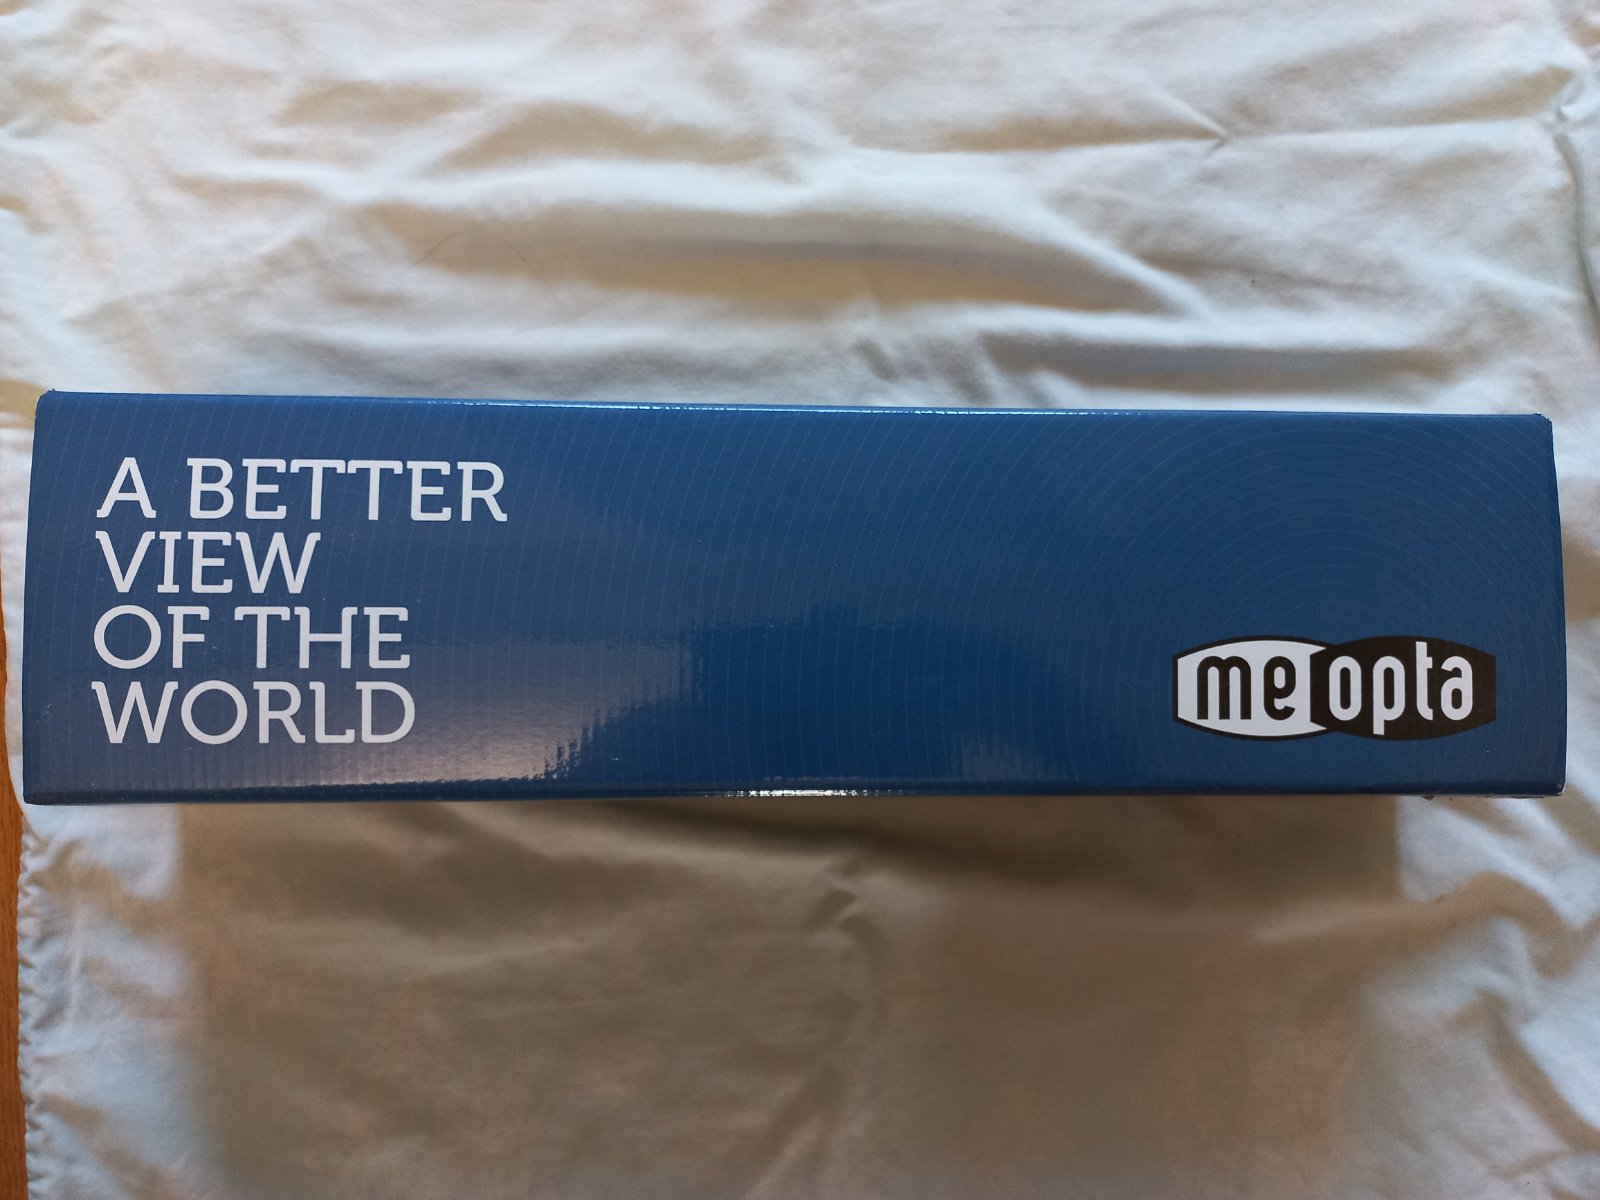 A BETTER
VIEW
OF THE
WORLD
meopta